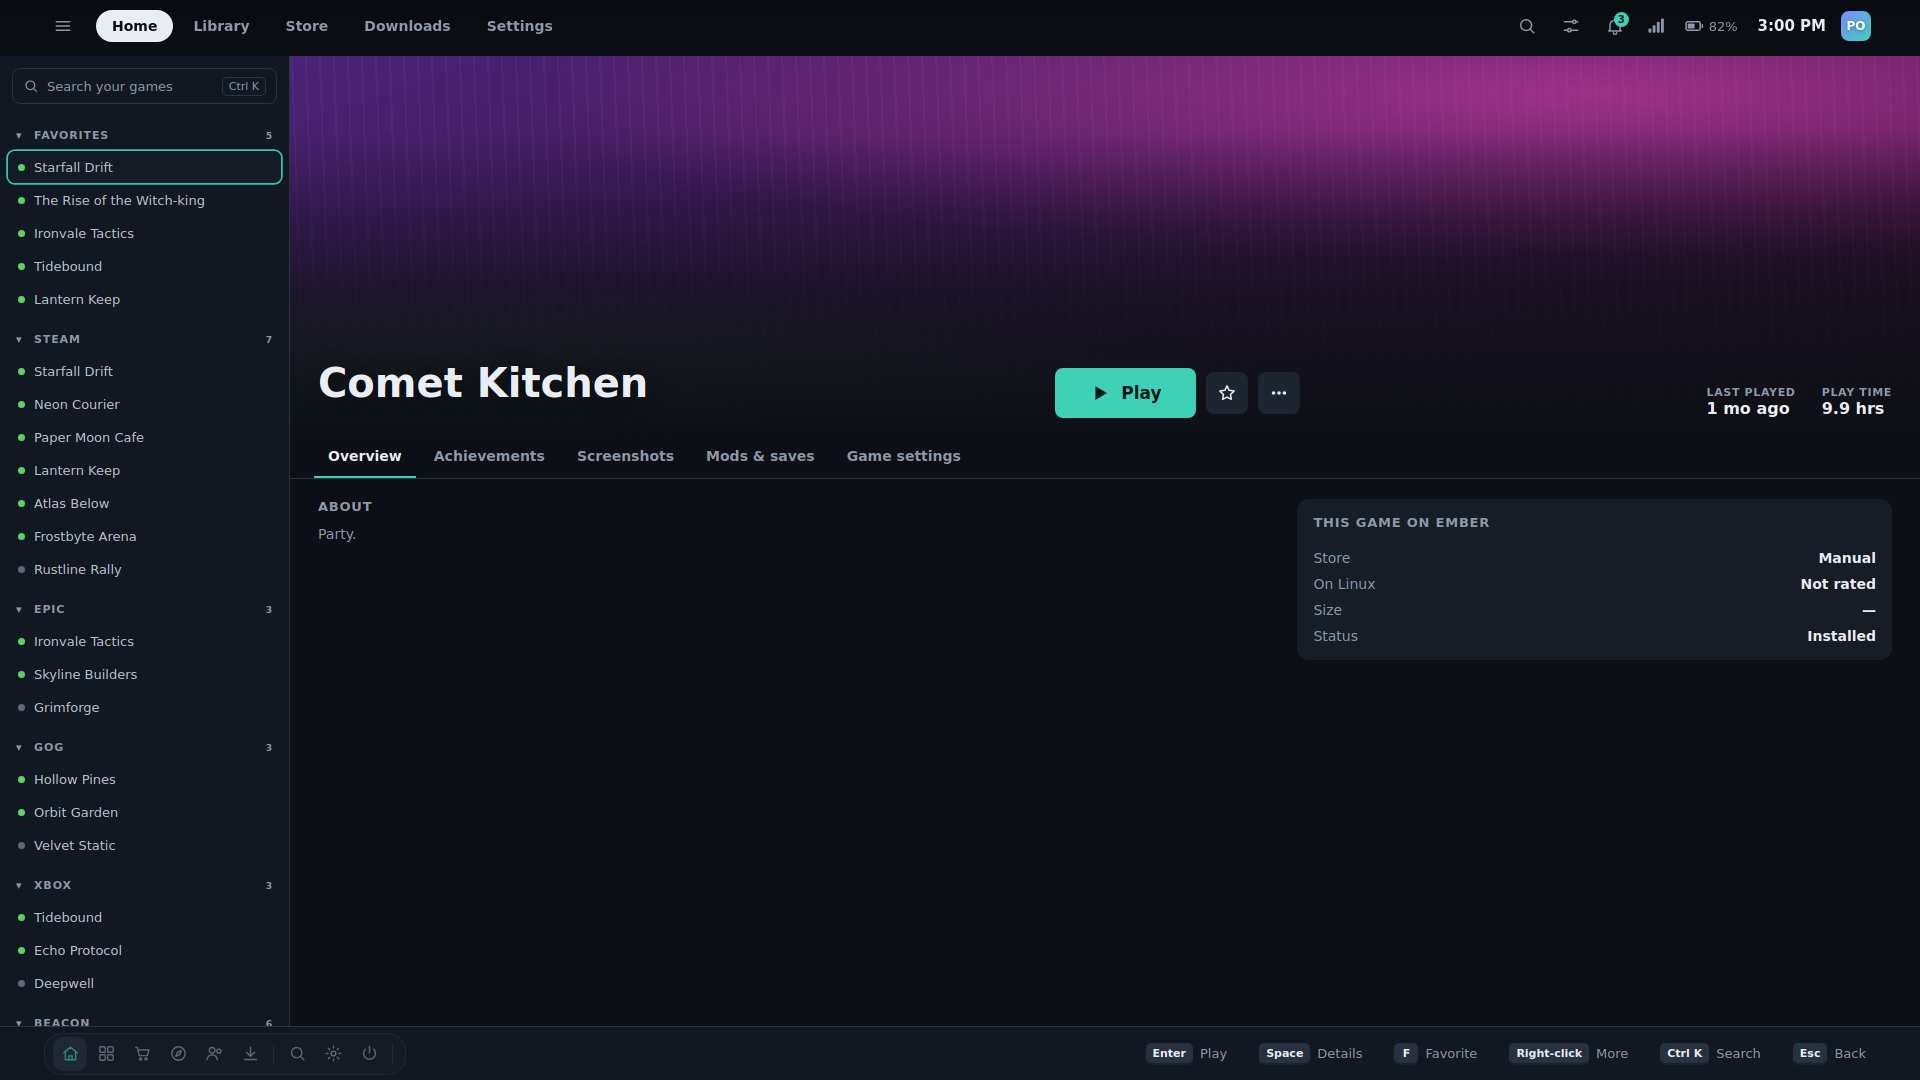 Home Library Store Downloads Settings
3
82% 3:00 PM PO
Search your games Ctrl K
FAVORITES 5
Starfall Drift
The Rise of the Witch-king
Ironvale Tactics
Tidebound
Lantern Keep
STEAM 7
Starfall Drift
Neon Courier
Paper Moon Cafe
Lantern Keep
Atlas Below
Frostbyte Arena
Rustline Rally
EPIC 3
Ironvale Tactics
Skyline Builders
Grimforge
GOG 3
Hollow Pines
Orbit Garden
Velvet Static
XBOX 3
Tidebound
Echo Protocol
Deepwell
BEACON 6
Comet Kitchen
Play
LAST PLAYED
1 mo ago
PLAY TIME
9.9 hrs
Overview Achievements Screenshots Mods & saves Game settings
ABOUT
Party.
THIS GAME ON EMBER
Store Manual
On Linux Not rated
Size —
Status Installed
Enter Play Space Details F Favorite Right-click More Ctrl K Search Esc Back